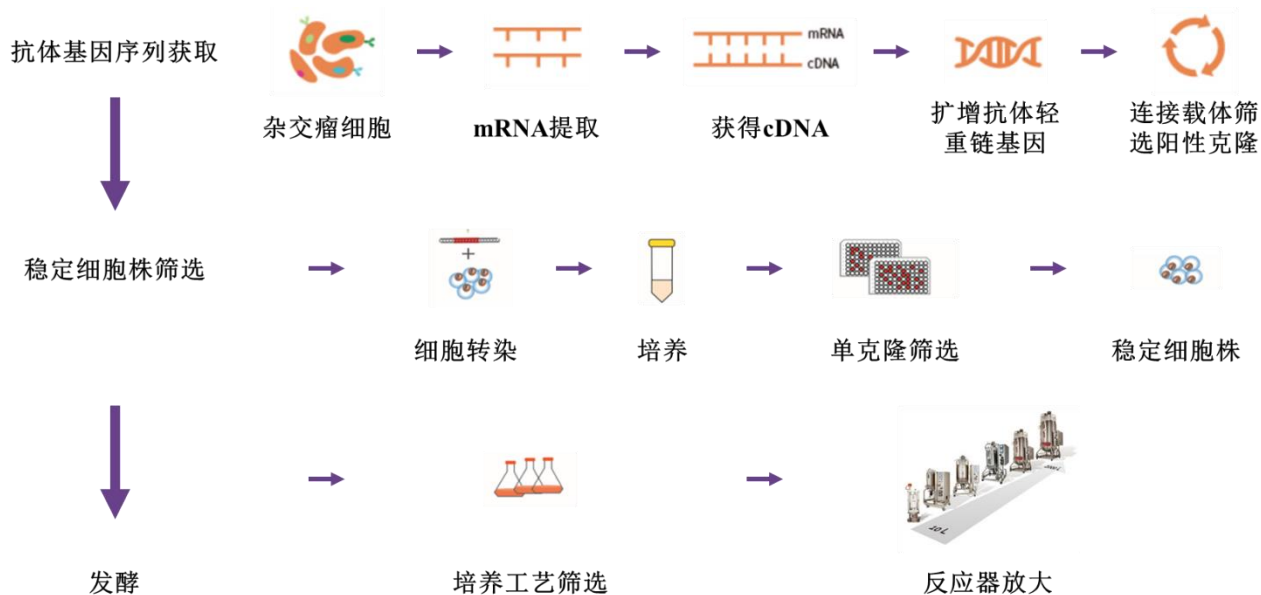 抗体基因序列获取
mRNA
cDNA
杂交瘤细胞
mRNA提取
获得cDNA
扩增抗体轻
重链基因
连接载体筛
选阳性克隆
稳定细胞株筛选
+
细胞转染
培养
单克隆筛选
稳定细胞株
10L
发酵
培养工艺筛选
反应器放大